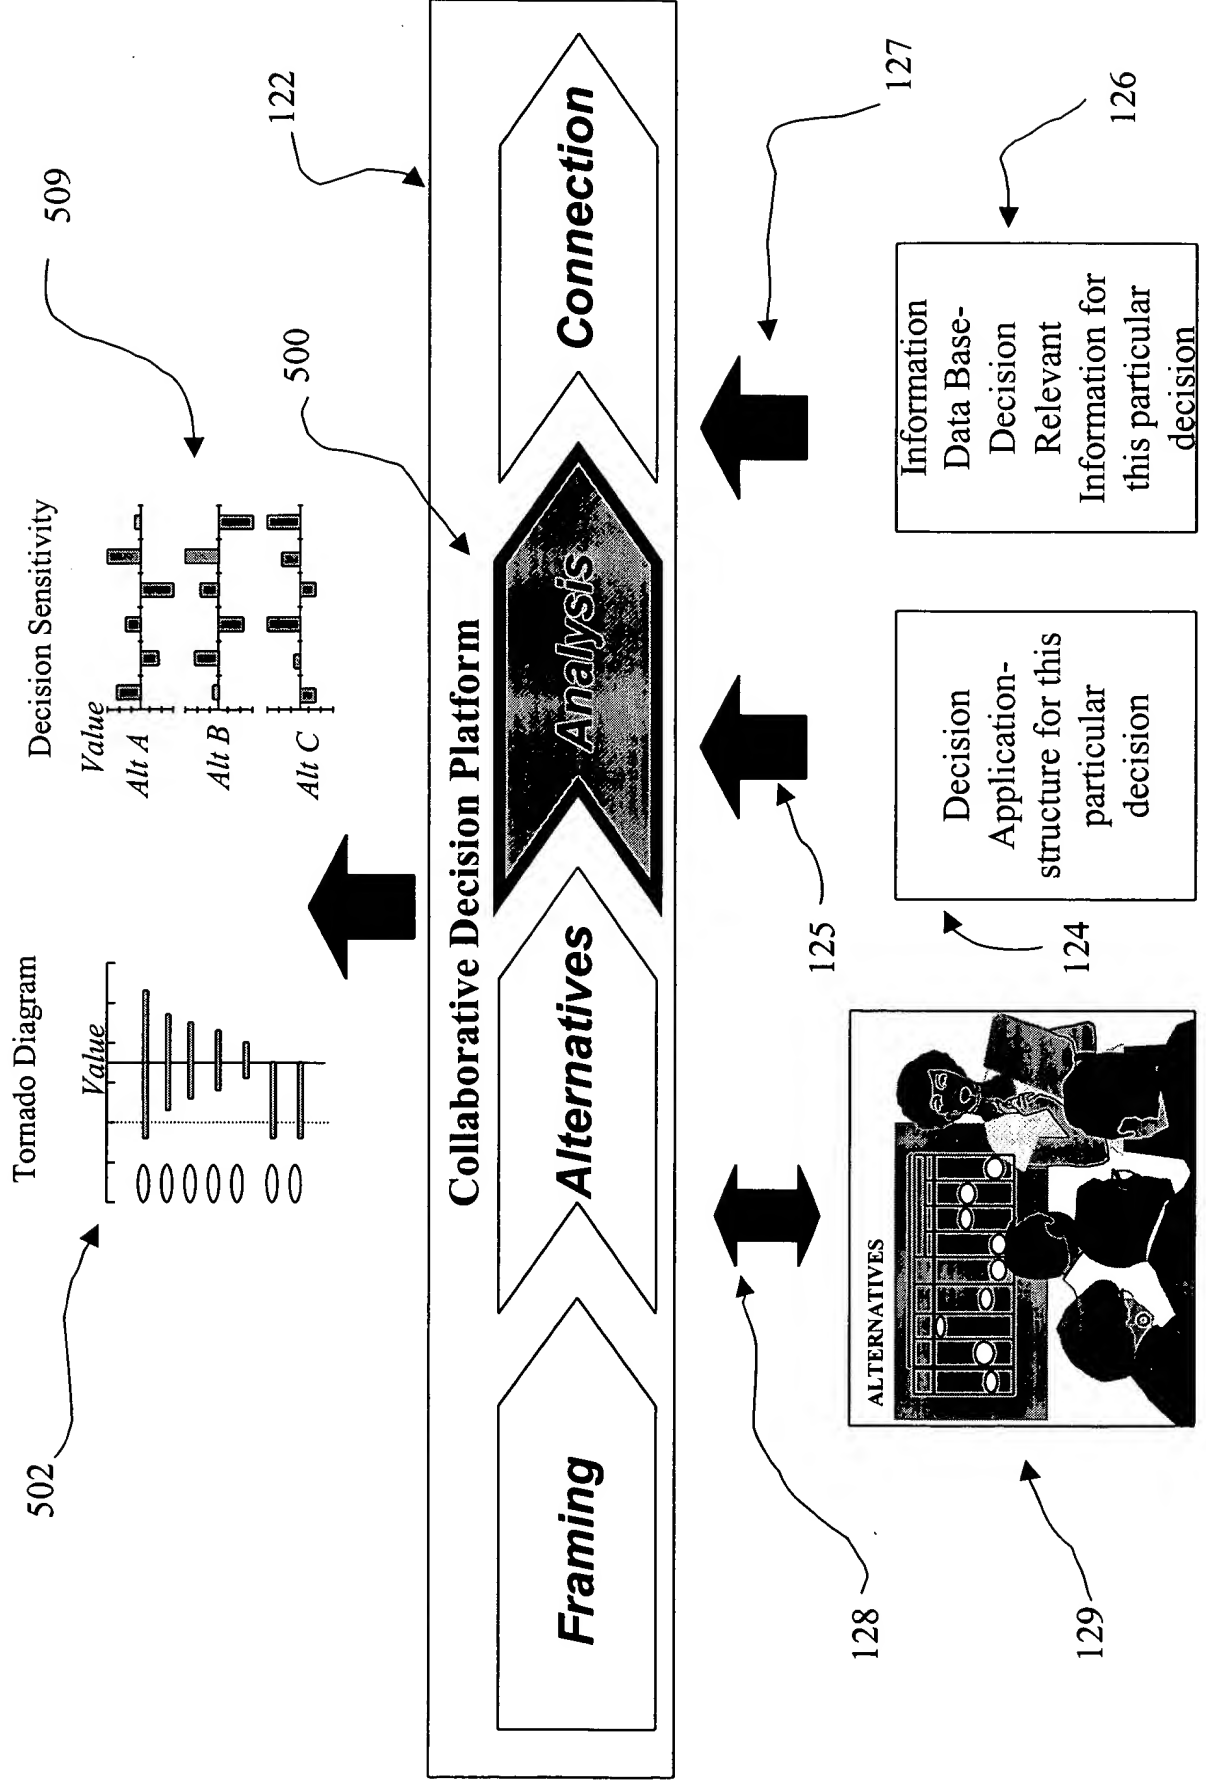 Tornado Diagram
Value
502
Decision Sensitivity
Value
Alt A
Alt B
Alt C
509
122
500
Collaborative Decision Platform
Framing
Alternatives
Analysis
Connection
128
125
127
129
ALTERNATIVES
124
Decision
Application-
structure for this
particular
decision
126
Information
Data Base-
Decision
Relevant
Information for
this particular
decision